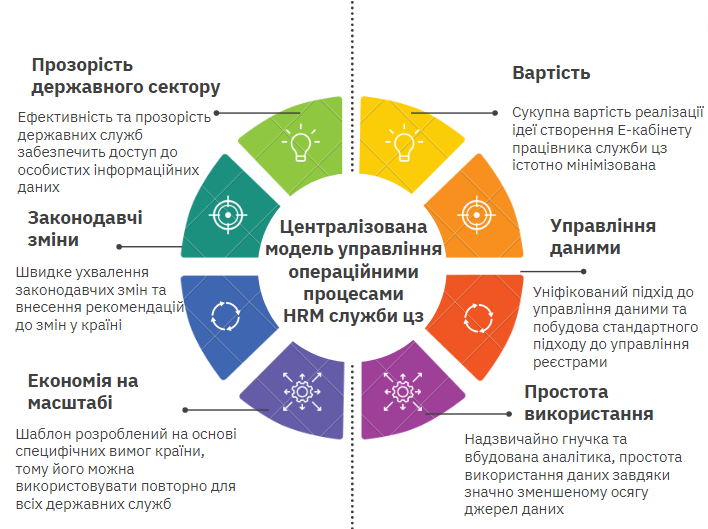 Прозорість
державного сектору
Ефективність та прозорість
державних служб
забезпечить доступ до
особистих інформаційних
даних
Законодавчі
зміни
Швидке ухвалення
законодавчих змін та
внесення рекомендацій
до змін у країні
Економія на
масштабі
Шаблон розроблений на основі
специфічних вимог країни,
тому його можна
використовувати повторно для
всіх державних служб
Централізована
модель управління
операційними
процесами
HRM служби цз
Вартість
Сукупна вартість реалізації
ідеї створення Е-кабінету
працівника служби цз
істотно мінімізована
Управління
даними
Уніфікований підхід до
управління даними та
побудова стандартного
підходу до управління
реєстрами
Простота
використання
Надзвичайно гнучка та
вбудована аналітика, простота
використання даних завдяки
значно зменшеному осягу
джерел даних